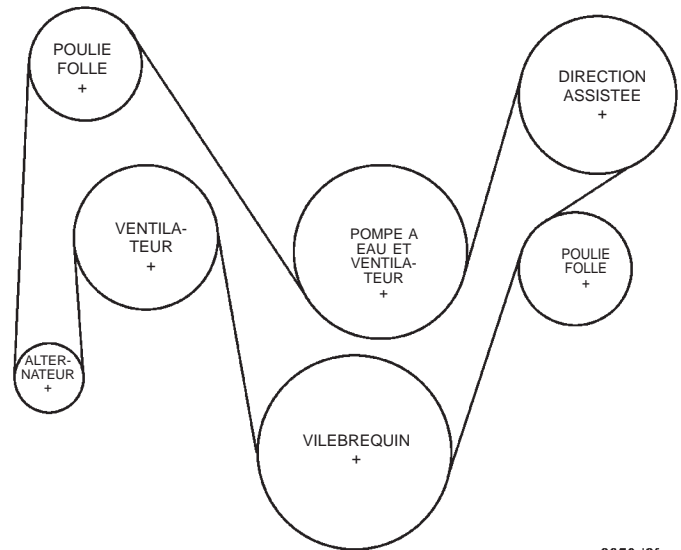 POULIE
FOLLE
+
DIRECTION
ASSISTEE
+
VENTILA-
TEUR
+
POMPE A
EAU ET
VENTILA-
TEUR
+
POULIE
FOLLE
+
ALTER-
NATEUR
+
VILEBREQUIN
+